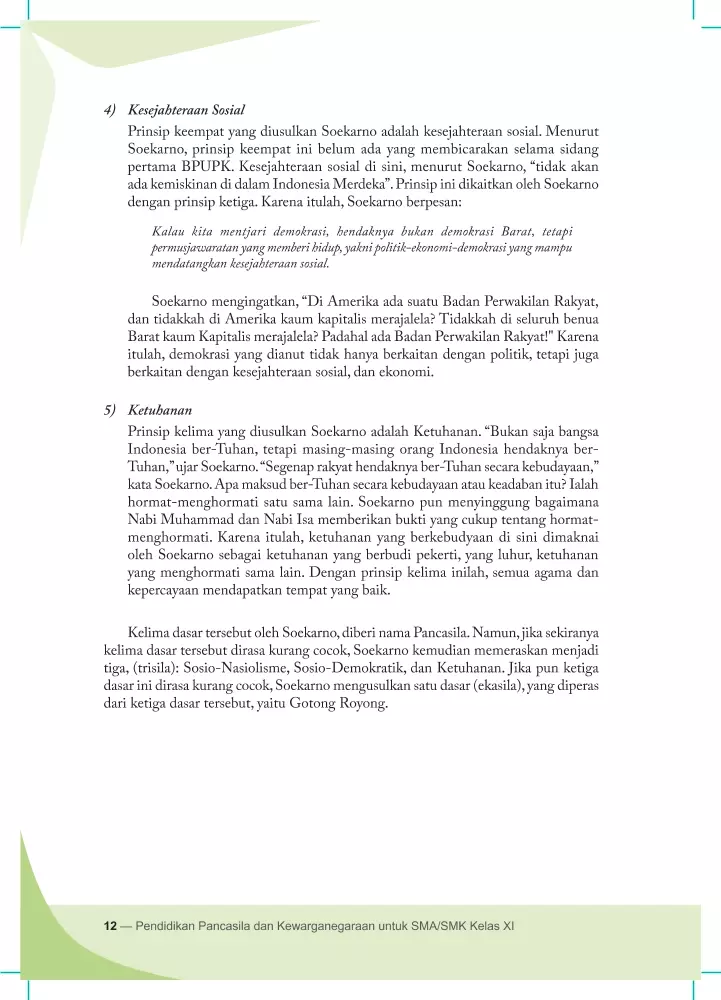 4) Kesejahteraan Sosial
Prinsip keempat yang diusulkan Soekarno adalah kesejahteraan sosial. Menurut
Soekarno, prinsip keempat ini belum ada yang membicarakan selama sidang
pertama BPUPK. Kesejahteraan sosial di sini, menurut Soekarno, “tidak akan
ada kemiskinan di dalam Indonesia Merdeka”. Prinsip ini dikaitkan oleh Soekarno
dengan prinsip ketiga. Karena itulah, Soekarno berpesan:
Kalau kita mentjari demokrasi, hendaknya bukan demokrasi Barat, tetapi
permusjawaratan yang memberi hidup, yakni politik-ekonomi-demokrasi yang mampu
mendatangkan kesejahteraan sosial.
Soekarno mengingatkan, “Di Amerika ada suatu Badan Perwakilan Rakyat,
dan tidakkah di Amerika kaum kapitalis merajalela? Tidakkah di seluruh benua
Barat kaum Kapitalis merajalela? Padahal ada Badan Perwakilan Rakyat!" Karena
itulah, demokrasi yang dianut tidak hanya berkaitan dengan politik, tetapi juga
berkaitan dengan kesejahteraan sosial, dan ekonomi.
5) Ketuhanan
Prinsip kelima yang diusulkan Soekarno adalah Ketuhanan. “Bukan saja bangsa
Indonesia ber-Tuhan, tetapi masing-masing orang Indonesia hendaknya ber-
Tuhan,” ujar Soekarno. “Segenap rakyat hendaknya ber-Tuhan secara kebudayaan,”
kata Soekarno. Apa maksud ber-Tuhan secara kebudayaan atau keadaban itu? Ialah
hormat-menghormati satu sama lain. Soekarno pun menyinggung bagaimana
Nabi Muhammad dan Nabi Isa memberikan bukti yang cukup tentang hormat-
menghormati. Karena itulah, ketuhanan yang berkebudyaan di sini dimaknai
oleh Soekarno sebagai ketuhanan yang berbudi pekerti, yang luhur, ketuhanan
yang menghormati sama lain. Dengan prinsip kelima inilah, semua agama dan
kepercayaan mendapatkan tempat yang baik.
Kelima dasar tersebut oleh Soekarno, diberi nama Pancasila. Namun, jika sekiranya
kelima dasar tersebut dirasa kurang cocok, Soekarno kemudian memeraskan menjadi
tiga, (trisila): Sosio-Nasiolisme, Sosio-Demokratik, dan Ketuhanan. Jika pun ketiga
dasar ini dirasa kurang cocok, Soekarno mengusulkan satu dasar (ekasila), yang diperas
dari ketiga dasar tersebut, yaitu Gotong Royong.
12 — Pendidikan Pancasila dan Kewarganegaraan untuk SMA/SMK Kelas XI